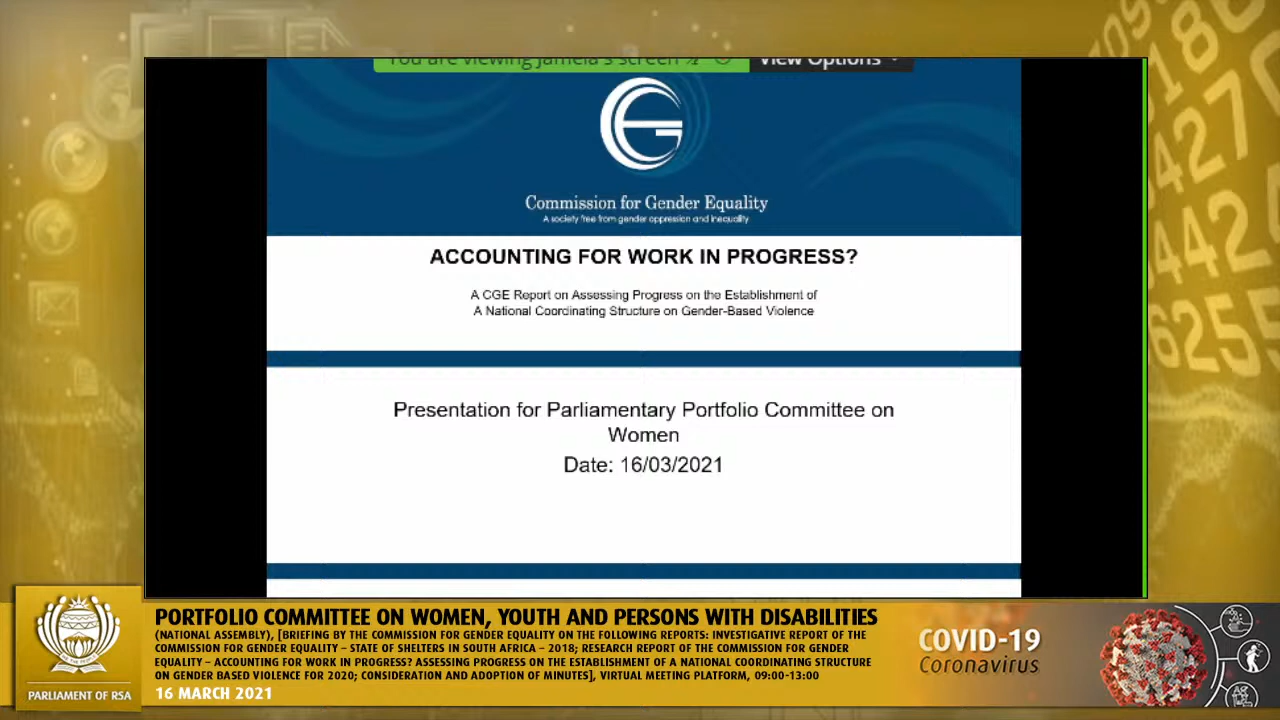 You are viewing Jamela's screen
View Options
Commission for Gender Equality
A society free from gender oppression and inequality
ACCOUNTING FOR WORK IN PROGRESS?
A CGE Report on Assessing Progress on the Establishment of
A National Coordinating Structure on Gender-Based Violence
Presentation for Parliamentary Portfolio Committee on
Women
Date: 16/03/2021
PARLIAMENT OF RSA
PORTFOLIO COMMITTEE ON WOMEN, YOUTH AND PERSONS WITH DISABILITIES
(NATIONAL ASSEMBLY), [BRIEFING BY THE COMMISSION FOR GENDER EQUALITY ON THE FOLLOWING REPORTS: INVESTIGATIVE REPORT OF THE
COMMISSION FOR GENDER EQUALITY – STATE OF SHELTERS IN SOUTH AFRICA – 2018; RESEARCH REPORT OF THE COMMISSION FOR GENDER
EQUALITY – ACCOUNTING FOR WORK IN PROGRESS? ASSESSING PROGRESS ON THE ESTABLISHMENT OF A NATIONAL COORDINATING STRUCTURE
ON GENDER BASED VIOLENCE FOR 2020; CONSIDERATION AND ADOPTION OF MINUTES], VIRTUAL MEETING PLATFORM, 09:00-13:00
16 MARCH 2021
COVID-19
Coronavirus